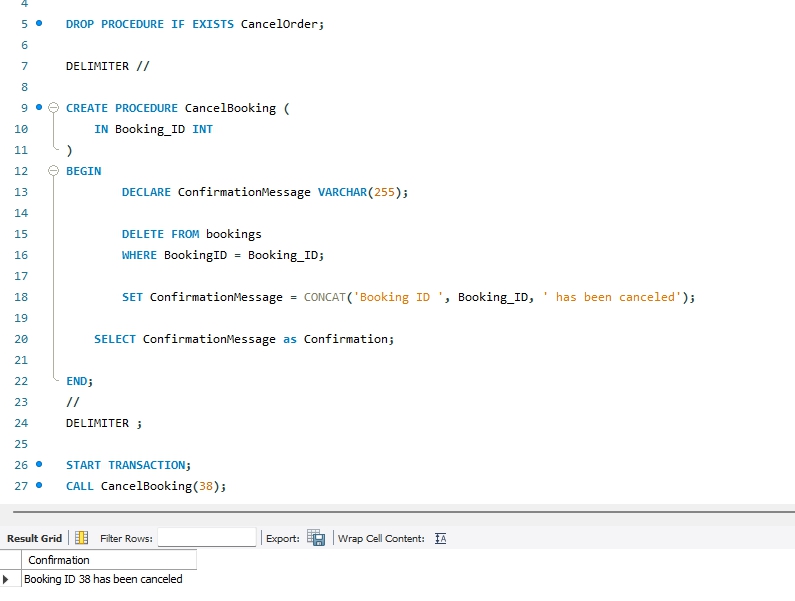 4
5 DROP PROCEDURE IF EXISTS CancelOrder;
6
7 DELIMITER //
8
9 CREATE PROCEDURE CancelBooking (
10 IN Booking_ID INT
11 )
12 BEGIN
13 DECLARE ConfirmationMessage VARCHAR(255);
14
15 DELETE FROM bookings
16 WHERE BookingID = Booking_ID;
17
18 SET ConfirmationMessage = CONCAT('Booking ID ', Booking_ID, ' has been canceled');
19
20 SELECT ConfirmationMessage as Confirmation;
21
22 END;
23 //
24 DELIMITER ;
25
26 START TRANSACTION;
27 CALL CancelBooking(38);
Result Grid Filter Rows: Export: Wrap Cell Content: IA
Confirmation
Booking ID 38 has been canceled